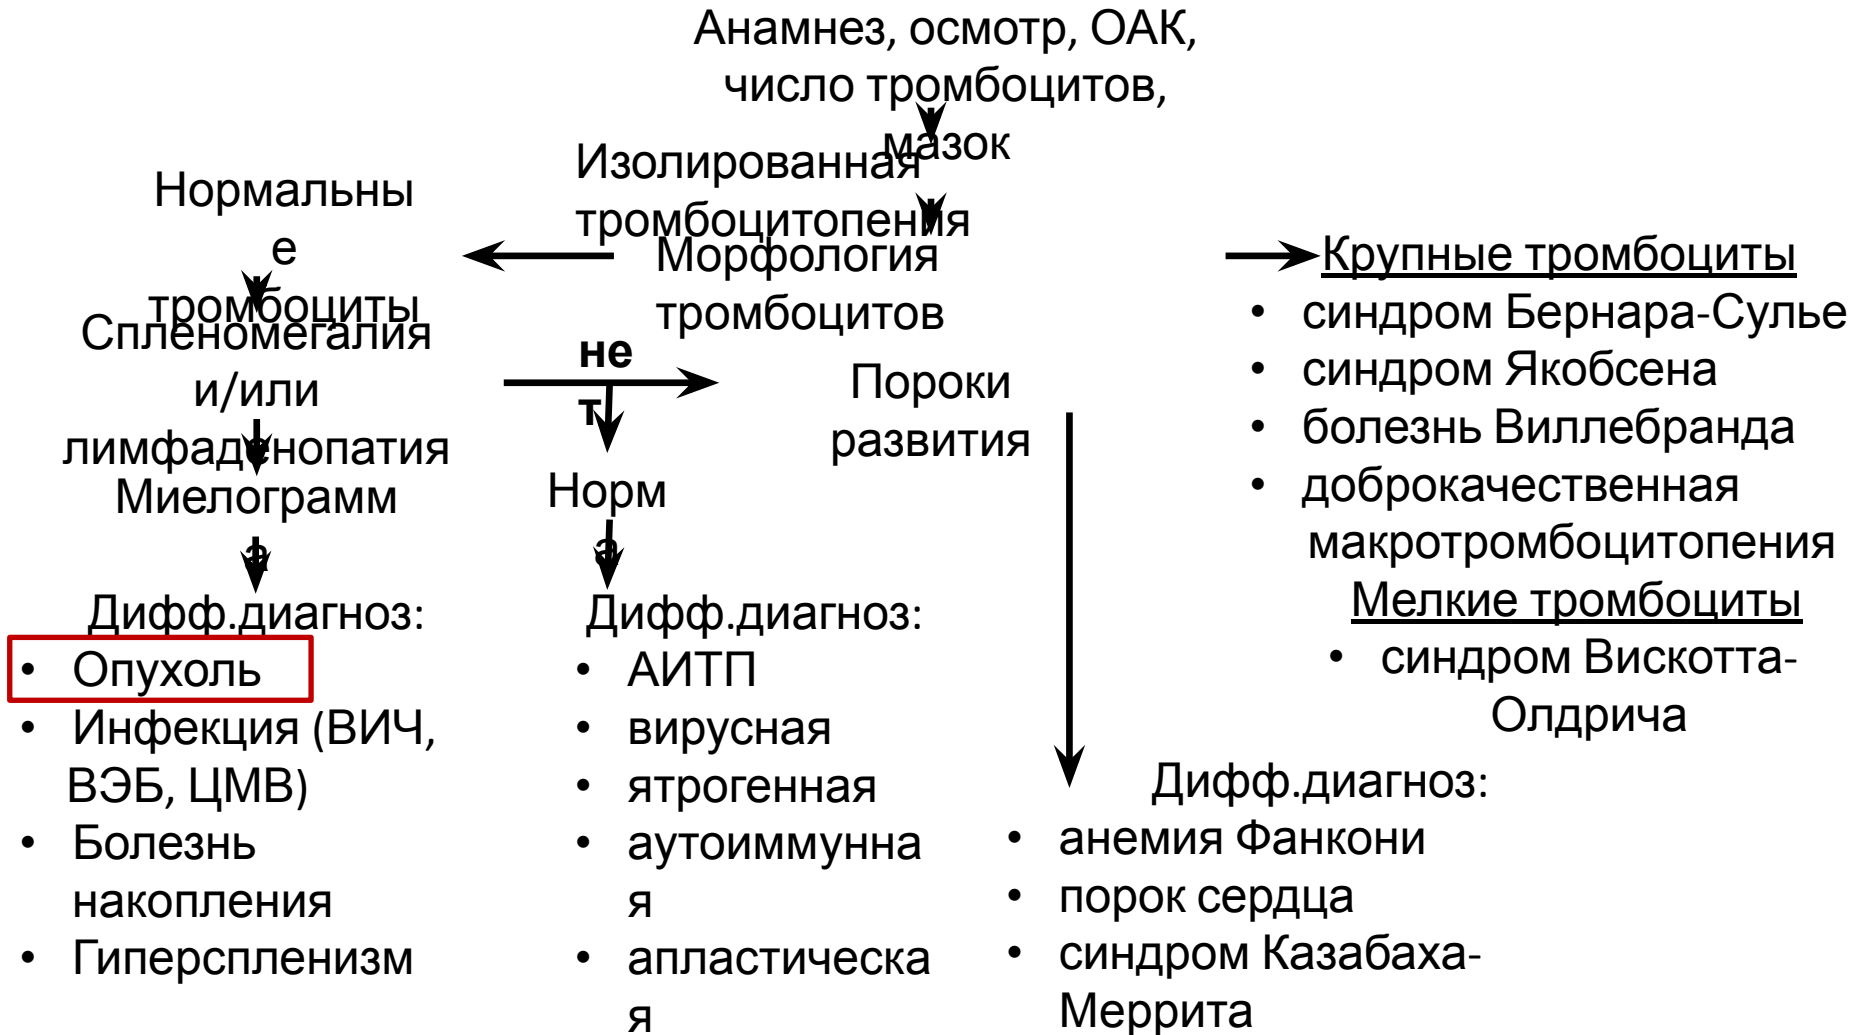 Анамнез, осмотр, ОАК,
число тромбоцитов,
мазок
Изолированная
тромбоцитопения
Морфология
тромбоцитов
Нормальны
е
тромбоциты
Спленомегалия
и/или
лимфаденопатия
Миелограмм
а
Дифф.диагноз:
• Опухоль
• Инфекция (ВИЧ,
ВЭБ, ЦМВ)
• Болезнь
накопления
• Гиперспленизм
не
т
Норм
а
Дифф.диагноз:
• АИТП
• вирусная
• ятрогенная
• аутоиммунна
я
• апластическа
я
Пороки
развития
Дифф.диагноз:
• анемия Фанкони
• порок сердца
• синдром Казабаха-
Меррита
Крупные тромбоциты
• синдром Бернара-Сулье
• синдром Якобсена
• болезнь Виллебранда
• доброкачественная
макротромбоцитопения
Мелкие тромбоциты
• синдром Вискотта-
Олдрича